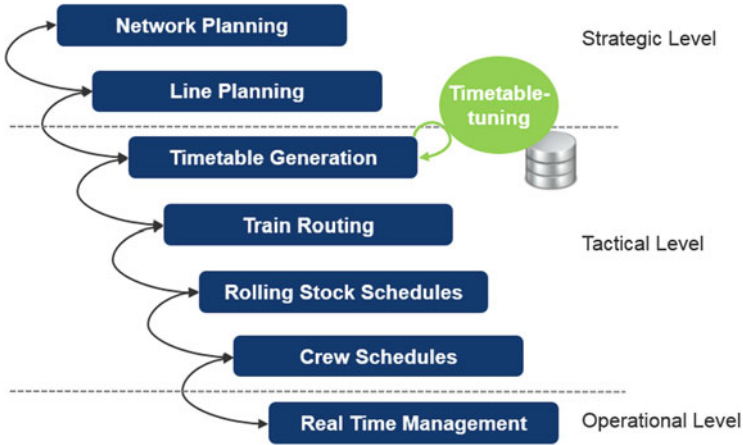 Network Planning
Strategic Level
Line Planning
Timetable-
tuning
Timetable Generation
Train Routing
Tactical Level
Rolling Stock Schedules
Crew Schedules
Real Time Management
Operational Level